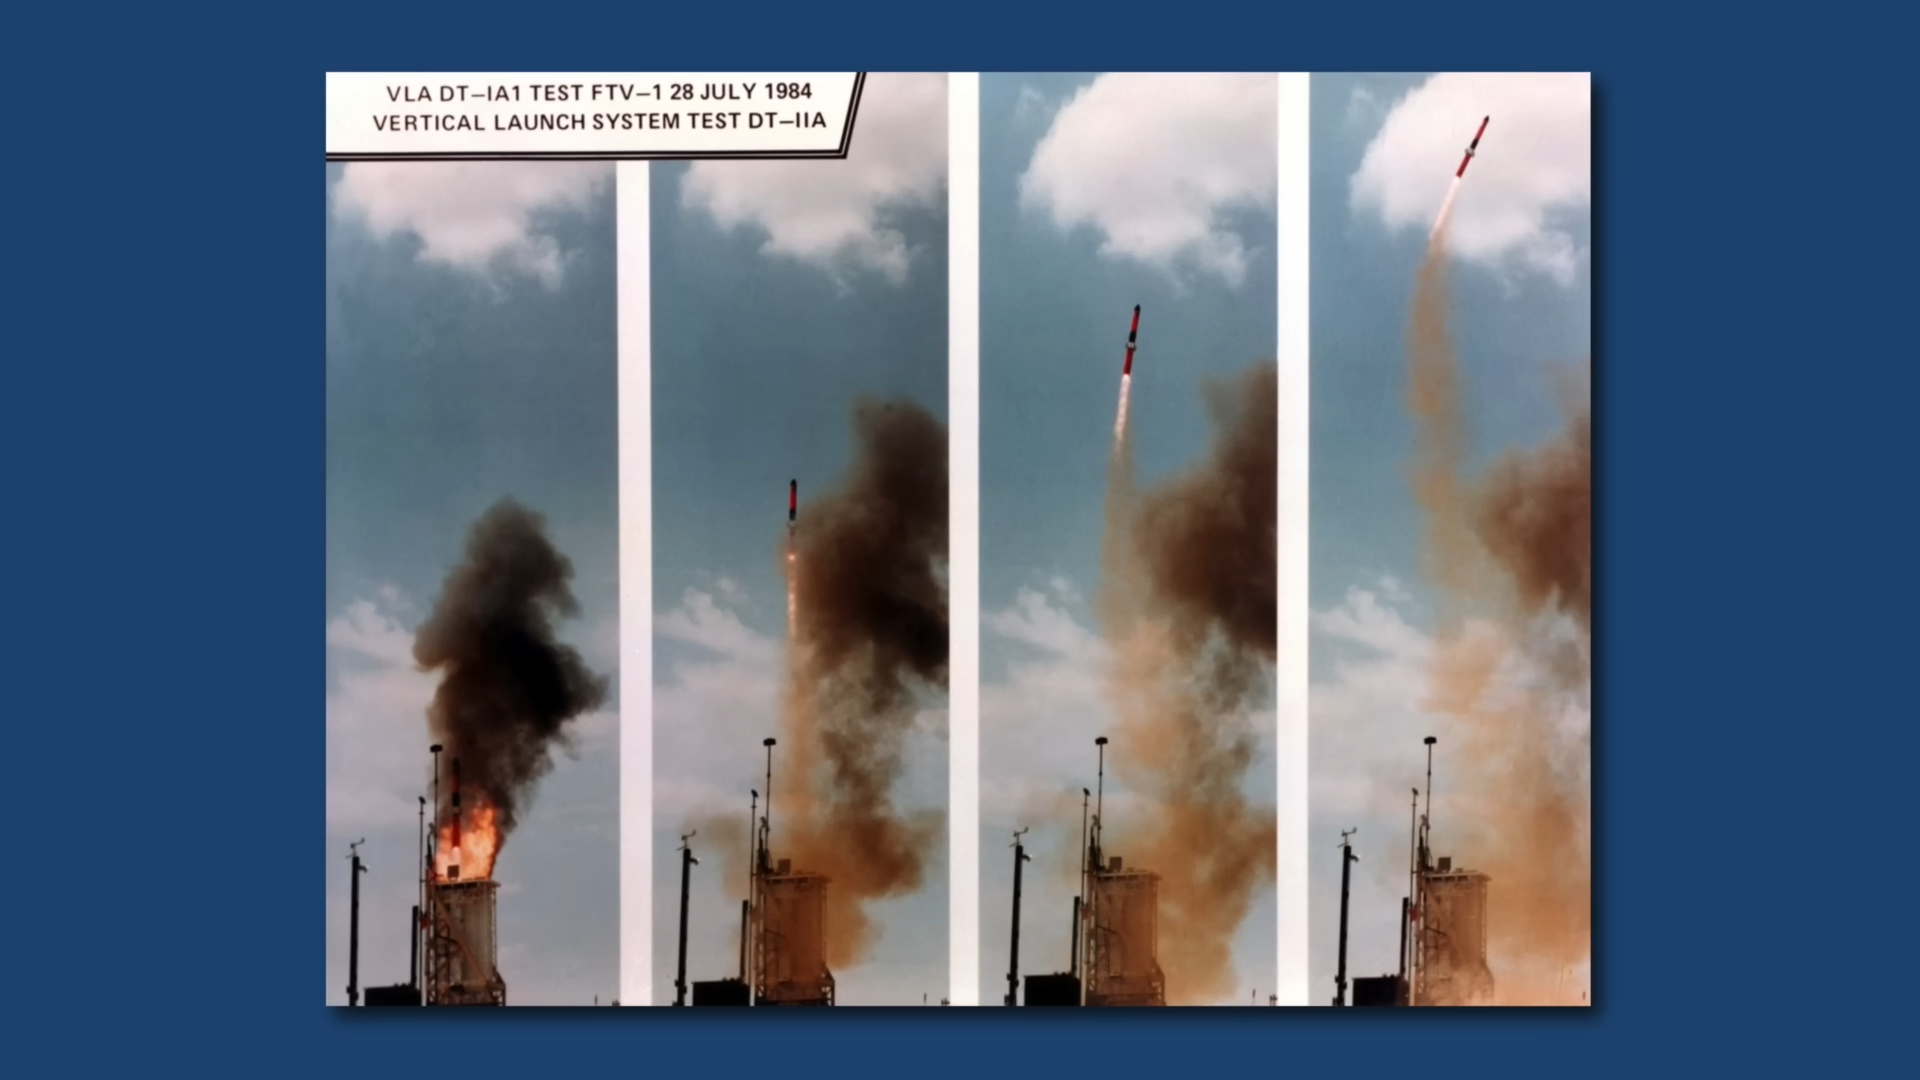 VLA DT–IA1 TEST FTV–1 28 JULY 1984
VERTICAL LAUNCH SYSTEM TEST DT–IIA